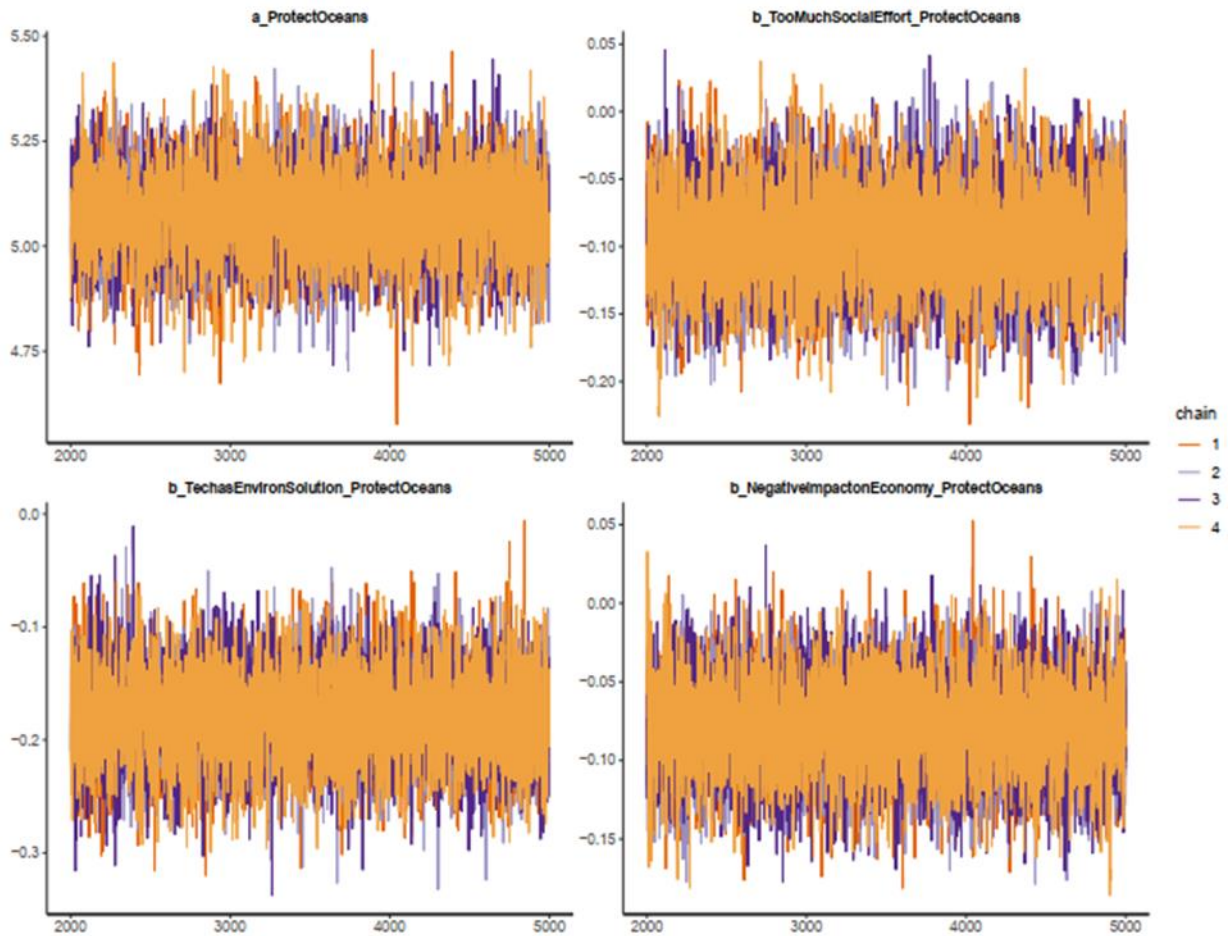 a_ProtectOceans
5.50
5.25
5.00
4.75
2000 3000 4000 5000
b_TooMuchSocialEffort_ProtectOceans
0.05
0.00
−0.05
−0.10
−0.15
−0.20
2000 3000 4000 5000
b_TechasEnvironSolution_ProtectOceans
0.0
−0.1
−0.2
−0.3
2000 3000 4000 5000
b_NegativeImpactonEconomy_ProtectOceans
0.05
0.00
−0.05
−0.10
−0.15
2000 3000 4000 5000
chain
1
2
3
4